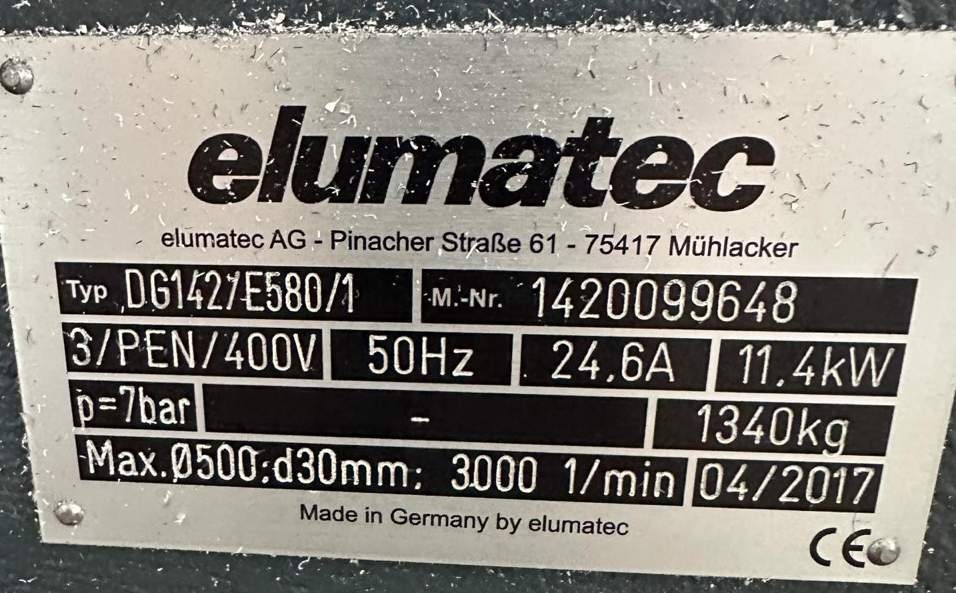 elumatec
elumatec AG - Pinacher Straße 61 - 75417 Mühlacker
Typ DG142/E580/1 M.-Nr. 1420099648
3/PEN/400V 50Hz 24.6A 11.4kW
p=7bar - 1340kg
Max.Ø500;d30mm; 3000 1/min 04/2017
Made in Germany by elumatec
CE